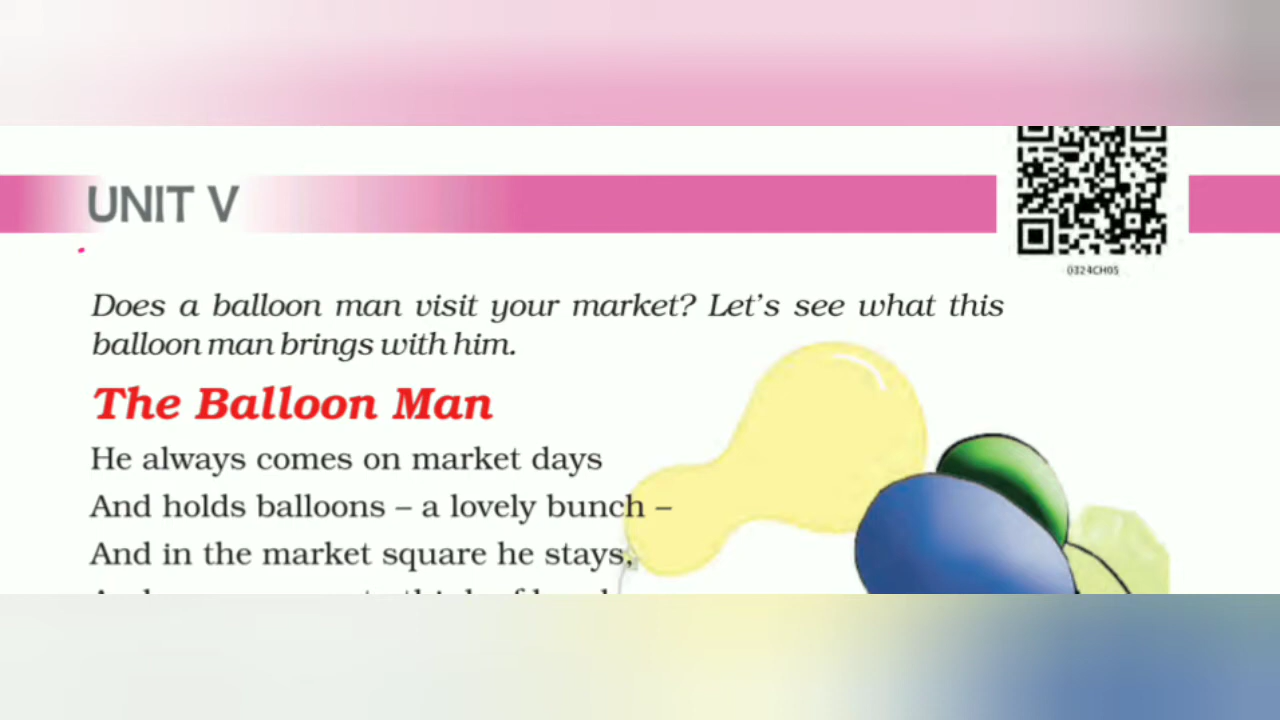 UNIT V
0324CH05
Does a balloon man visit your market? Let's see what this
balloon man brings with him.
The Balloon Man
He always comes on market days
And holds balloons – a lovely bunch –
And in the market square he stays,